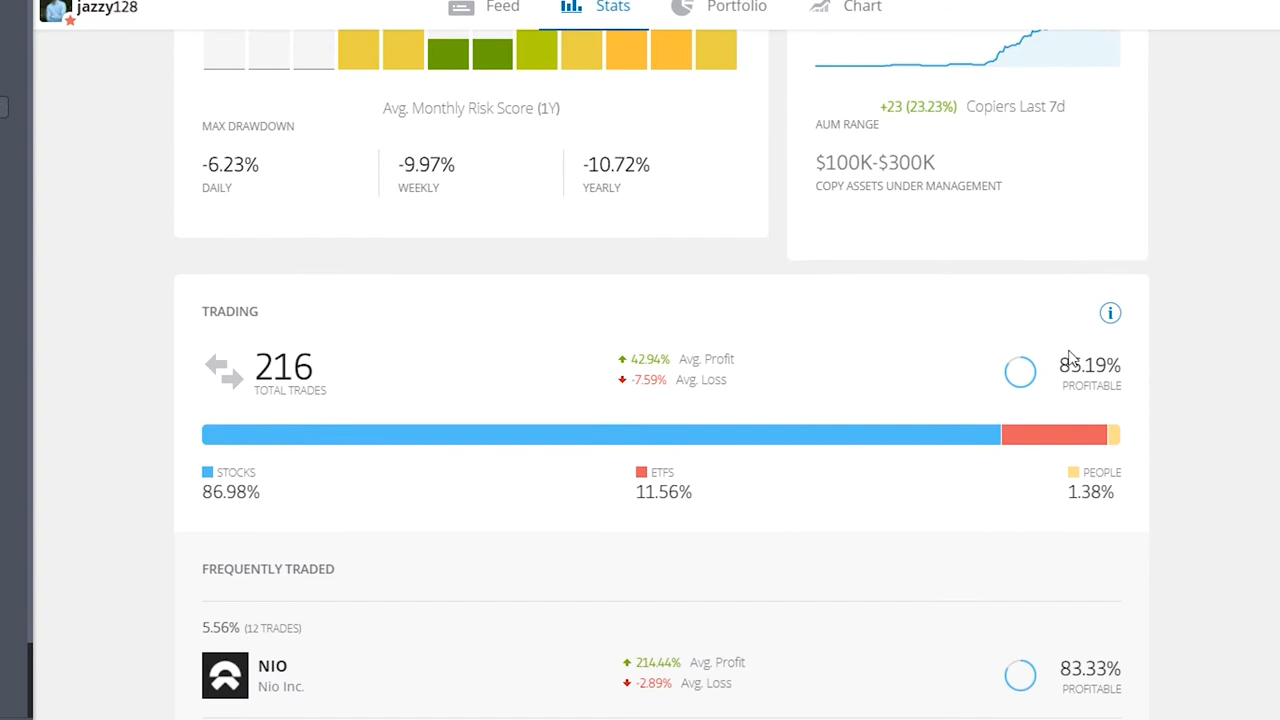 jazzy128
Feed
Stats
Portfolio
Chart
Avg. Monthly Risk Score (1Y)
MAX DRAWDOWN
-6.23%
DAILY
-9.97%
WEEKLY
-10.72%
YEARLY
+23 (23.23%) Copiers Last 7d
AUM RANGE
$100K-$300K
COPY ASSETS UNDER MANAGEMENT
TRADING
i
216
TOTAL TRADES
42.94% Avg. Profit
-7.59% Avg. Loss
PROFITABLE
STOCKS
86.98%
ETFS
11.56%
PEOPLE
1.38%
FREQUENTLY TRADED
5.56% (12 TRADES)
NIO
Nio Inc.
214.44% Avg. Profit
-2.89% Avg. Loss
83.33%
PROFITABLE